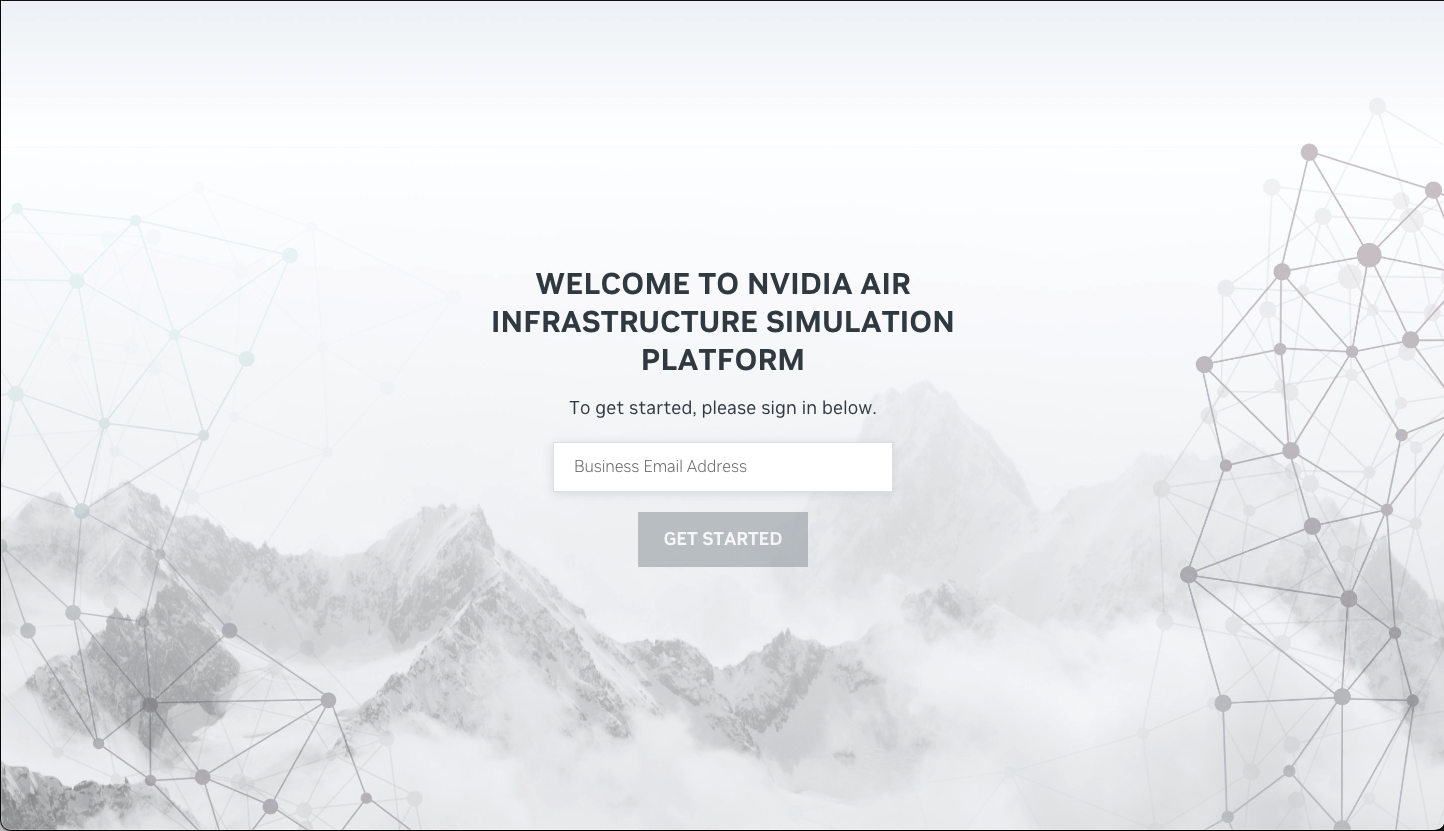 WELCOME TO NVIDIA AIR
INFRASTRUCTURE SIMULATION
PLATFORM
To get started, please sign in below.
Business Email Address
GET STARTED